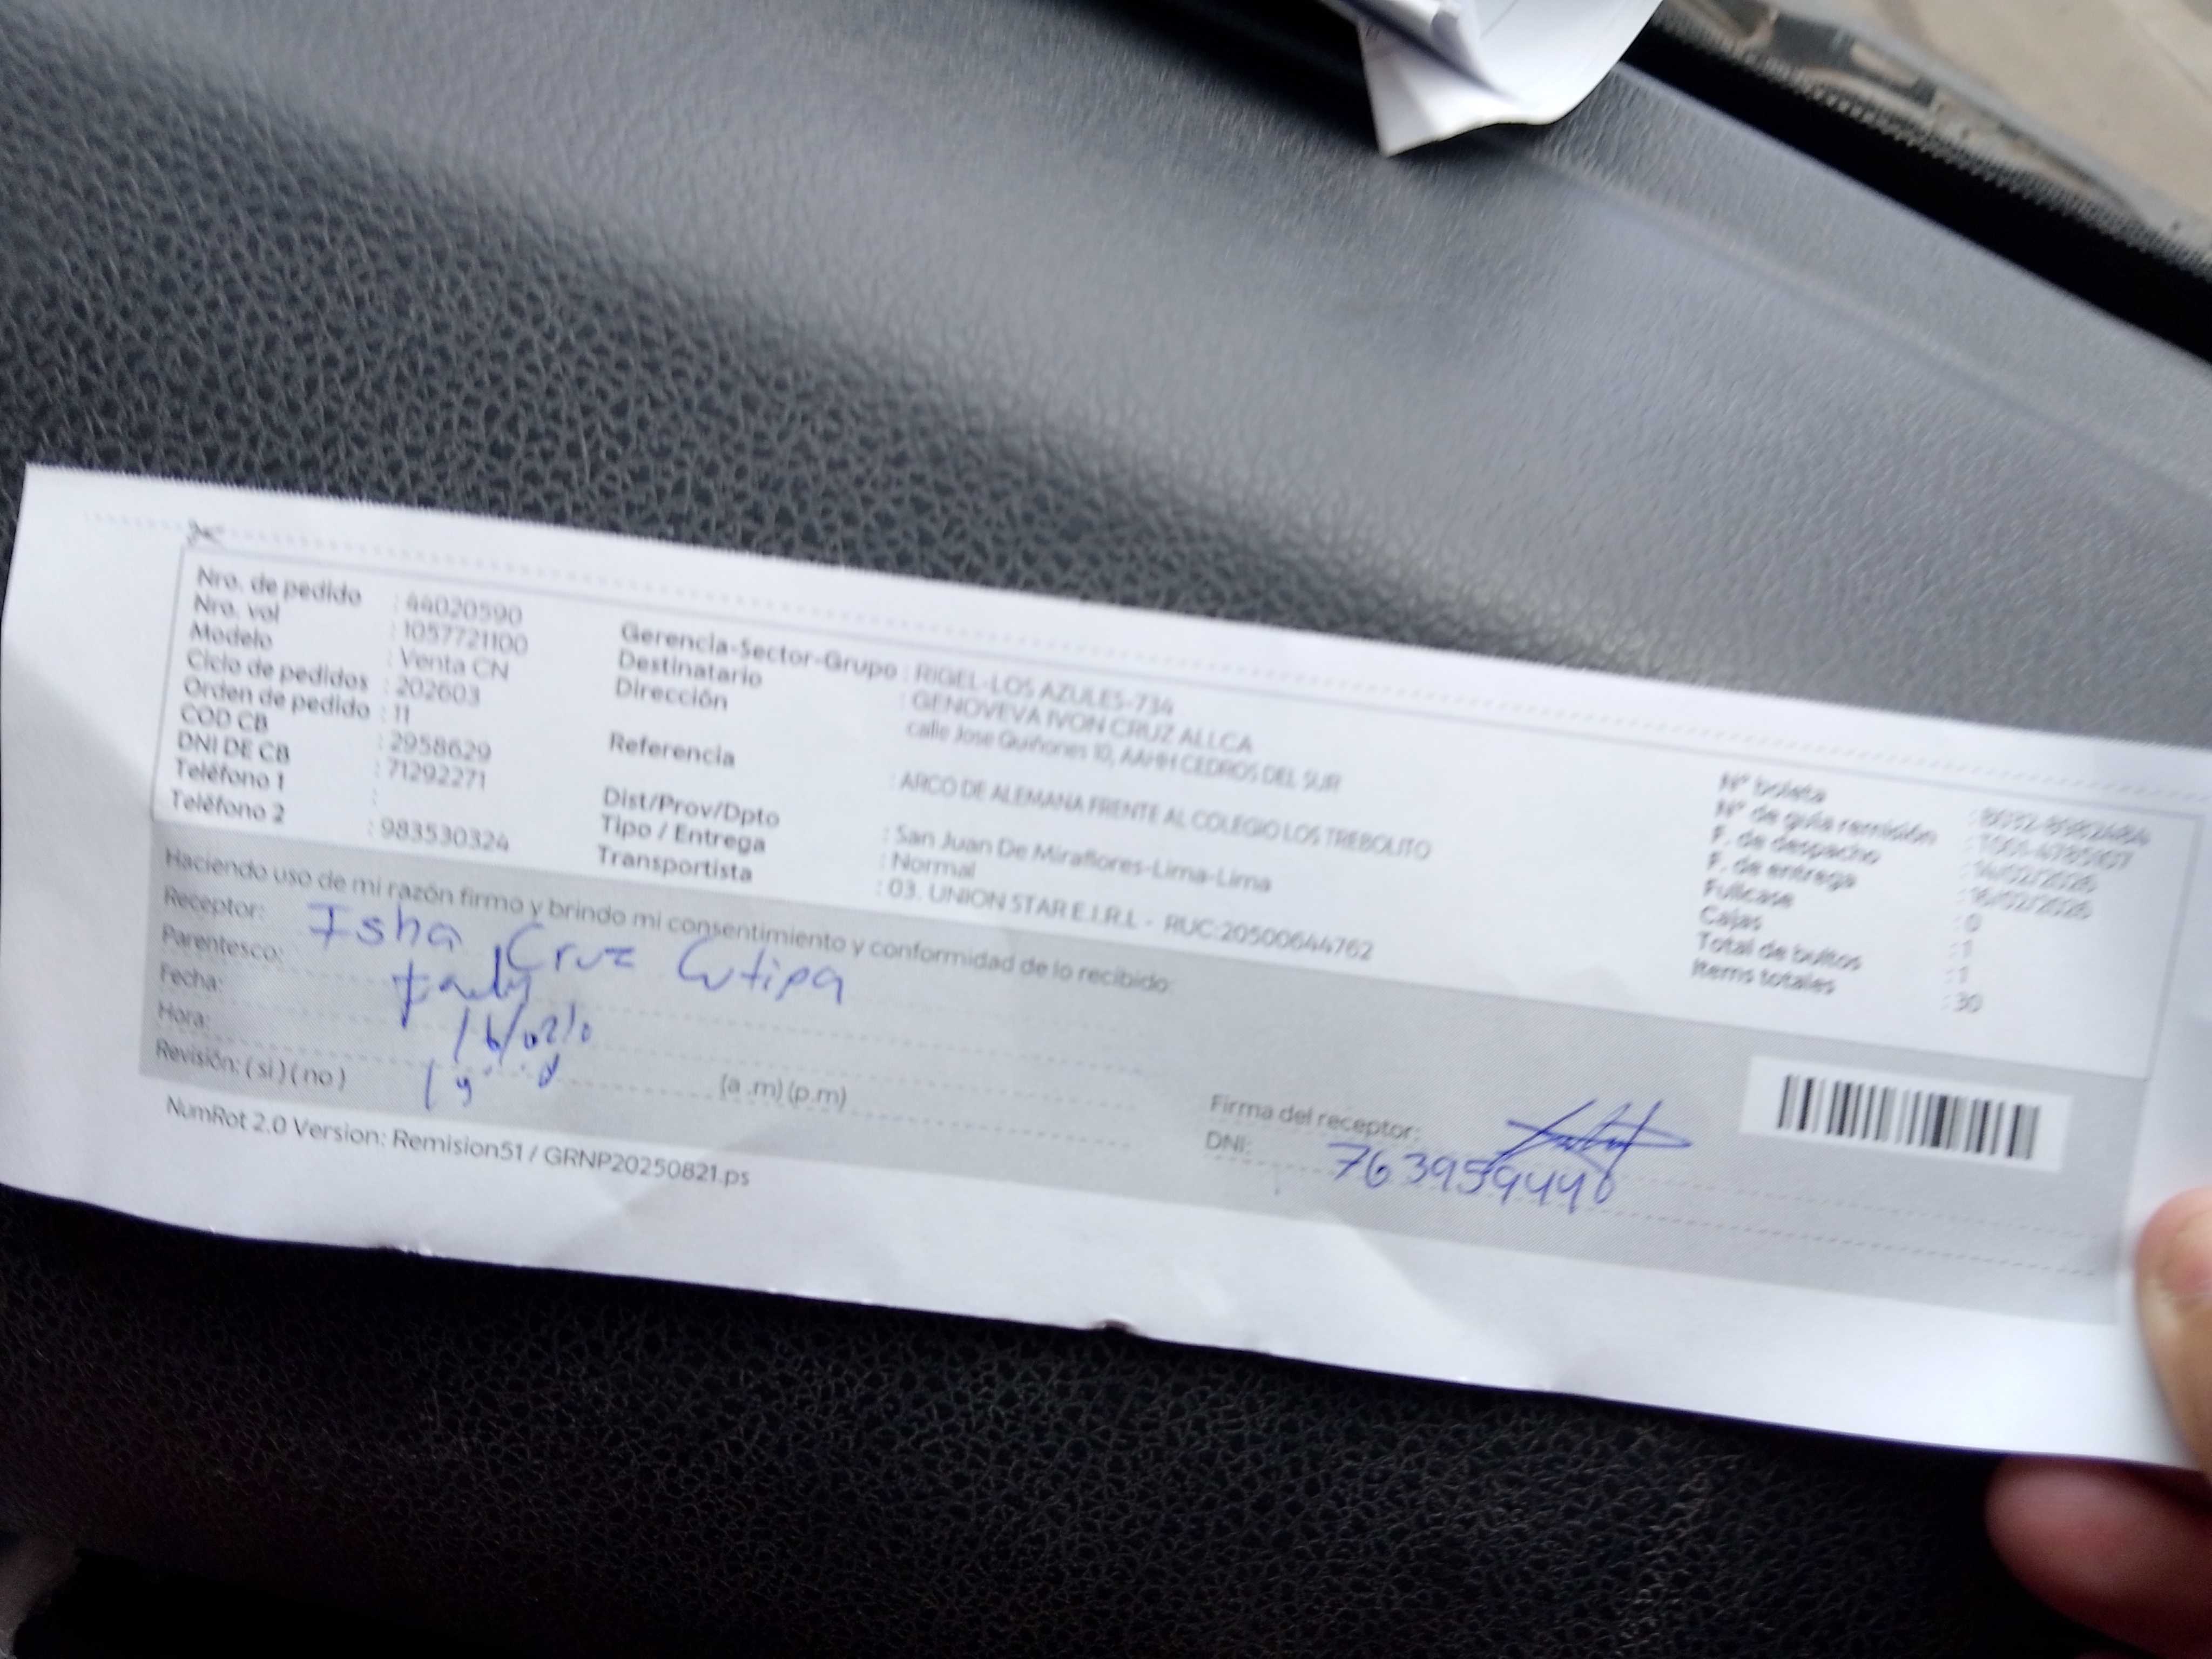 Nro. de pedido : 44020590
Nro. vol : 1057721100
Modelo : Venta CN
Ciclo de pedidos : 202603
Orden de pedido : 11
COD CB : 2958629
DNI DE CB : 71292271
Teléfono 1 :
Teléfono 2 : 983530324
Gerencia-Sector-Grupo : RIGEL-LOS AZULES-734
Destinatario : GENOVEVA IVON CRUZ ALLCA
Dirección calle Jose Quiñones 10, AAHH CEDROS DEL SUR
Referencia : ARCO DE ALEMANA FRENTE AL COLEGIO LOS TREBOLITO
Dist/Prov/Dpto : San Juan De Miraflores-Lima-Lima
Tipo / Entrega : Normal
Transportista : 03. UNION STAR E.I.R.L - RUC:20500644762
N° boleta
N° de guía remisión
F. de despacho : 14/02/2026
F. de entrega : 16/02/2026
Fullcase : 0
Cajas : 1
Total de bultos : 1
Items totales : 30
Haciendo uso de mi razón firmo y brindo mi consentimiento y conformidad de lo recibido:
Receptor: Isha Cruz Cutipa
Parentesco:
Fecha:
Hora: (a .m) (p.m)
Revisión: ( si ) ( no )
Firma del receptor:
DNI:
NumRot 2.0 Version: Remision51 / GRNP20250821.ps